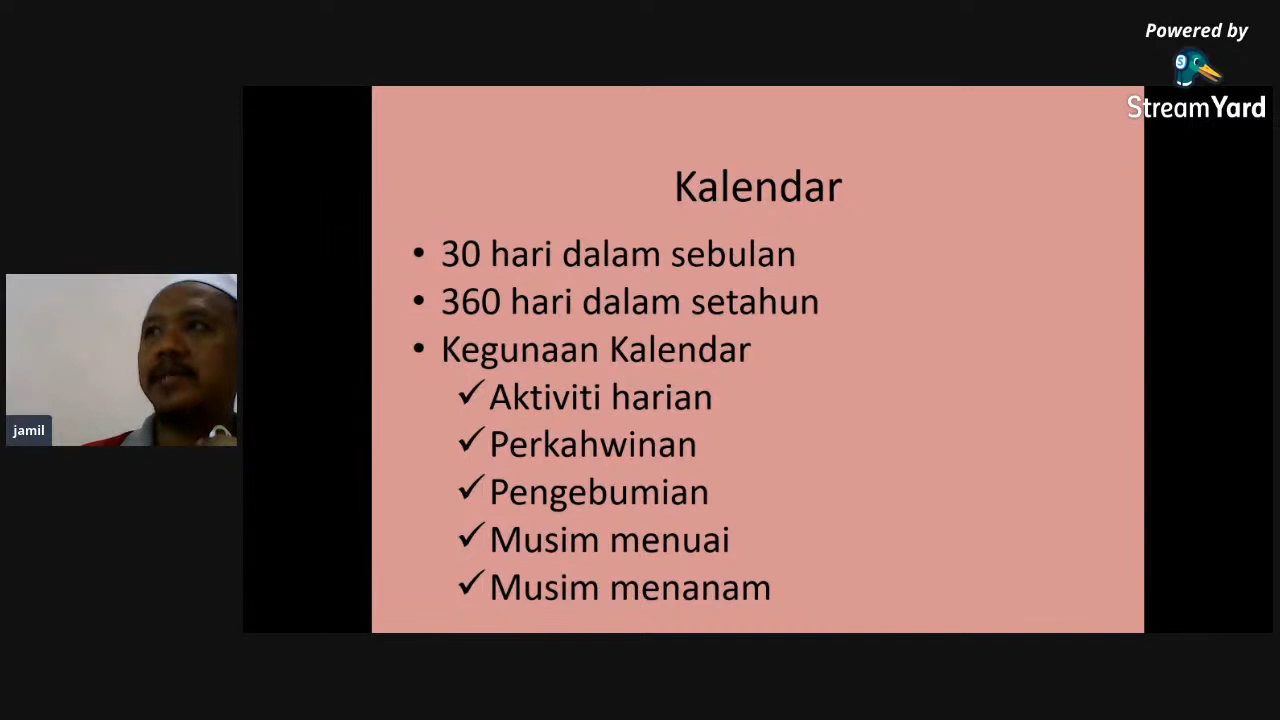 Powered by
StreamYard
Kalendar
• 30 hari dalam sebulan
• 360 hari dalam setahun
• Kegunaan Kalendar
✓Aktiviti harian
✓Perkahwinan
✓Pengebumian
✓Musim menuai
✓Musim menanam
jamil